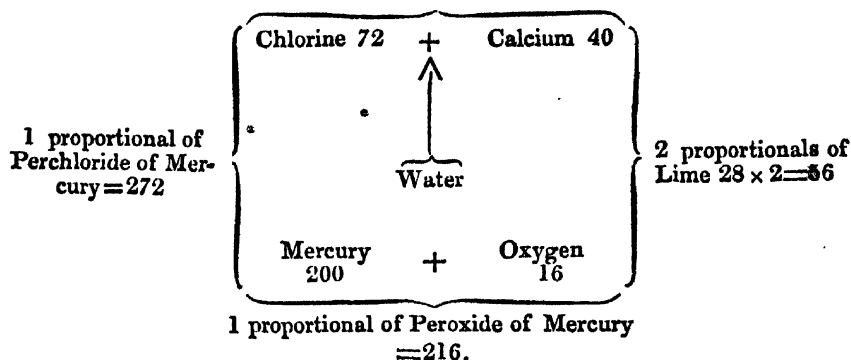 Chlorine 72 + Calcium 40
1 proportional of
Perchloride of Mer-
cury=272
Water
2 proportionals of
Lime 28 × 2=56
Mercury
200
+
Oxygen
16
1 proportional of Peroxide of Mercury
=216.